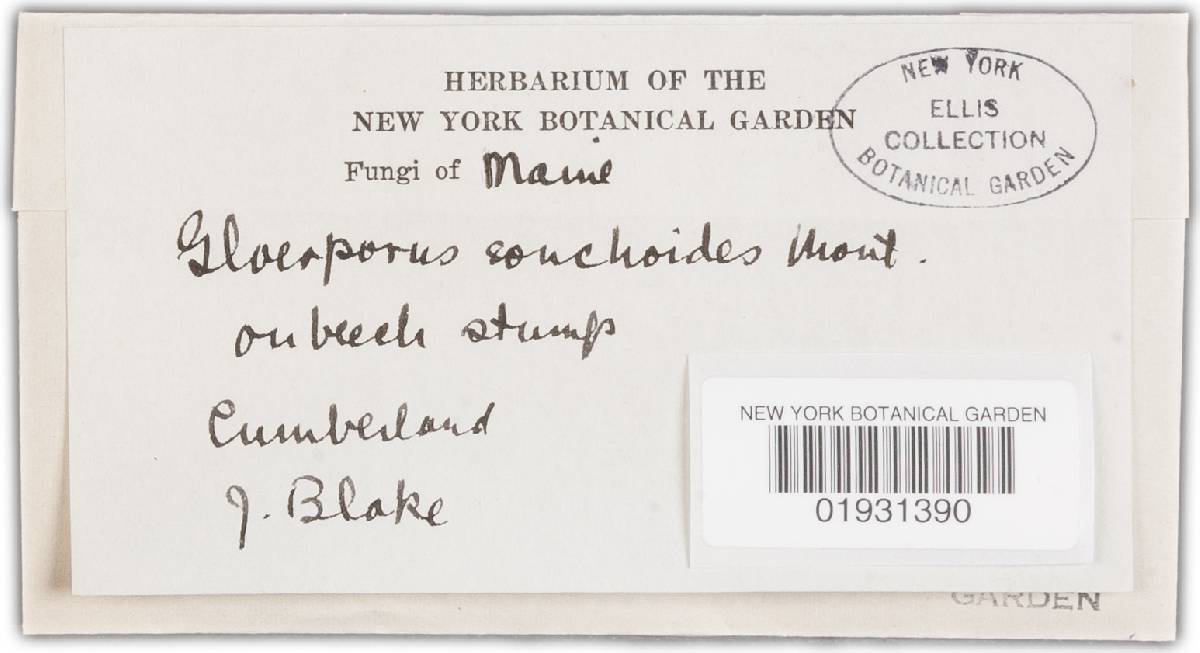 HERBARIUM OF THE
NEW YORK BOTANICAL GARDEN
Fungi of Maine
NEW YORK
ELLIS
COLLECTION
BOTANICAL GARDEN
Gloeoporus conchoides Mont.
on beech stump
Cumberland
J. Blake
NEW YORK BOTANICAL GARDEN
01931390
GARDEN